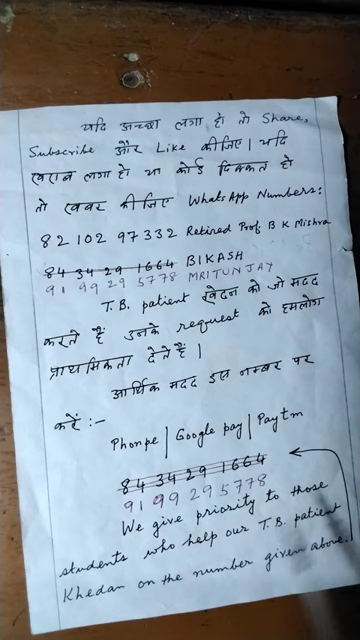 यदि अच्छा लगा हो तो Share,
Subscribe और Like कीजिए। यदि
खराब लगा हो या कोई दिक्कत हो
तो खबर कीजिए WhatsApp Numbers:
82 102 97332 Retired Prof. B K Mishra
84 34 29 1664 BIKASH
91 99 29 5778 MRITUNJAY
T.B. patient खेदन को जो मदद
करते हैं उनके request को हमलोग
प्राथमिकता देते हैं।
आर्थिक मदद इस नम्बर पर
करें :-
Phonpe | Google pay | Paytm
84 34 29 1664
91 99 29 5778
We give priority to those
students who help our T.B. patient
Khedan on the number given above.